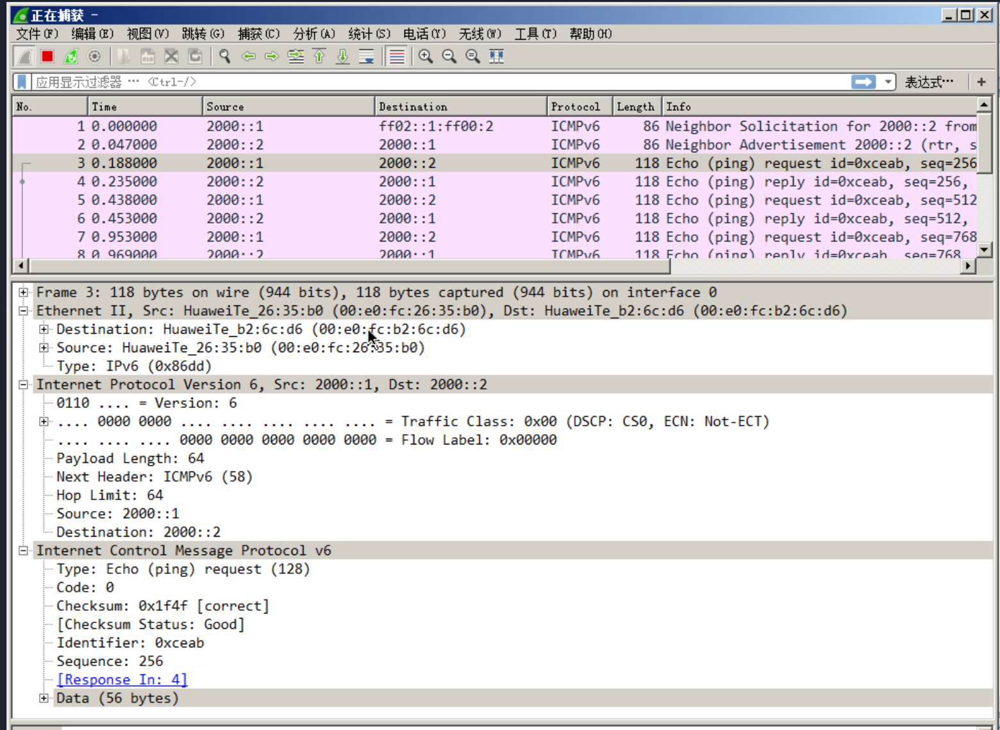 正在捕获 -
文件(F) 编辑(E) 视图(V) 跳转(G) 捕获(C) 分析(A) 统计(S) 电话(Y) 无线(W) 工具(T) 帮助(H)
应用显示过滤器 … <Ctrl-/> 表达式… +
No. Time Source Destination Protocol Length Info
1 0.000000 2000::1 ff02::1:ff00:2 ICMPv6 86 Neighbor Solicitation for 2000::2 from
2 0.047000 2000::2 2000::1 ICMPv6 86 Neighbor Advertisement 2000::2 (rtr, s
3 0.188000 2000::1 2000::2 ICMPv6 118 Echo (ping) request id=0xceab, seq=256
4 0.235000 2000::2 2000::1 ICMPv6 118 Echo (ping) reply id=0xceab, seq=256,
5 0.438000 2000::1 2000::2 ICMPv6 118 Echo (ping) request id=0xceab, seq=512
6 0.453000 2000::2 2000::1 ICMPv6 118 Echo (ping) reply id=0xceab, seq=512,
7 0.953000 2000::1 2000::2 ICMPv6 118 Echo (ping) request id=0xceab, seq=768
8 0.969000 2000::2 2000::1 ICMPv6 118 Echo (ping) reply id=0xceab, seq=768
Frame 3: 118 bytes on wire (944 bits), 118 bytes captured (944 bits) on interface 0
Ethernet II, Src: HuaweiTe_26:35:b0 (00:e0:fc:26:35:b0), Dst: HuaweiTe_b2:6c:d6 (00:e0:fc:b2:6c:d6)
Destination: HuaweiTe_b2:6c:d6 (00:e0:fc:b2:6c:d6)
Source: HuaweiTe_26:35:b0 (00:e0:fc:26:35:b0)
Type: IPv6 (0x86dd)
Internet Protocol Version 6, Src: 2000::1, Dst: 2000::2
0110 .... = Version: 6
.... 0000 0000 .... .... .... .... .... = Traffic Class: 0x00 (DSCP: CS0, ECN: Not-ECT)
.... .... .... 0000 0000 0000 0000 0000 = Flow Label: 0x00000
Payload Length: 64
Next Header: ICMPv6 (58)
Hop Limit: 64
Source: 2000::1
Destination: 2000::2
Internet Control Message Protocol v6
Type: Echo (ping) request (128)
Code: 0
Checksum: 0x1f4f [correct]
[Checksum Status: Good]
Identifier: 0xceab
Sequence: 256
[Response In: 4]
Data (56 bytes)